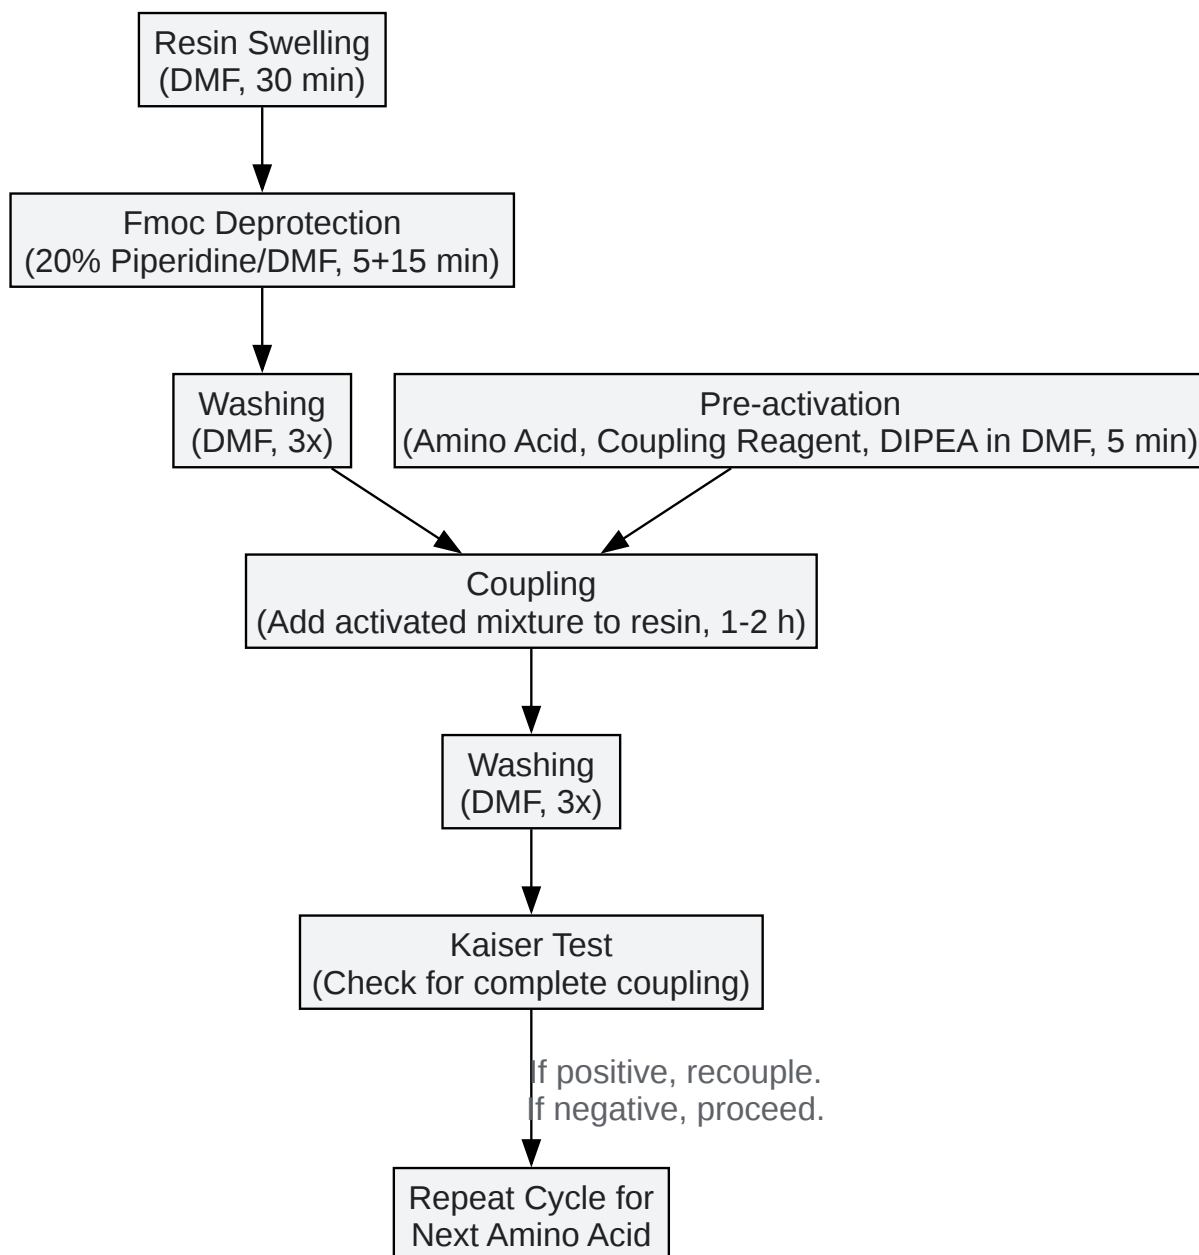 Resin Swelling
(DMF, 30 min)
Fmoc Deprotection
(20% Piperidine/DMF, 5+15 min)
Washing
(DMF, 3x)
Pre-activation
(Amino Acid, Coupling Reagent, DIPEA in DMF, 5 min)
Coupling
(Add activated mixture to resin, 1-2 h)
Washing
(DMF, 3x)
Kaiser Test
(Check for complete coupling)
If positive, recouple.
If negative, proceed.
Repeat Cycle for
Next Amino Acid